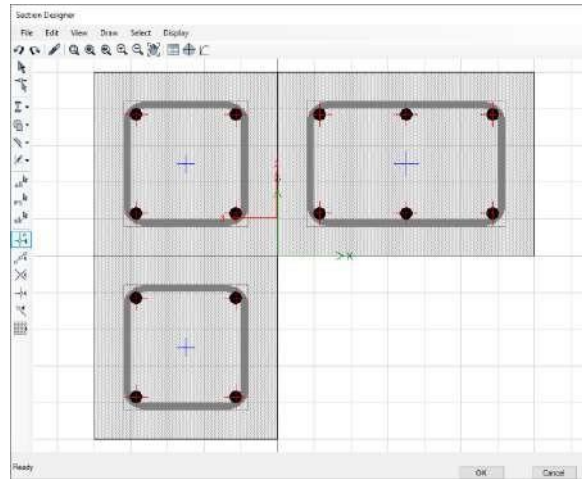 Section Designer
File Edit View Draw Select Display
X
Ready
OK Cancel